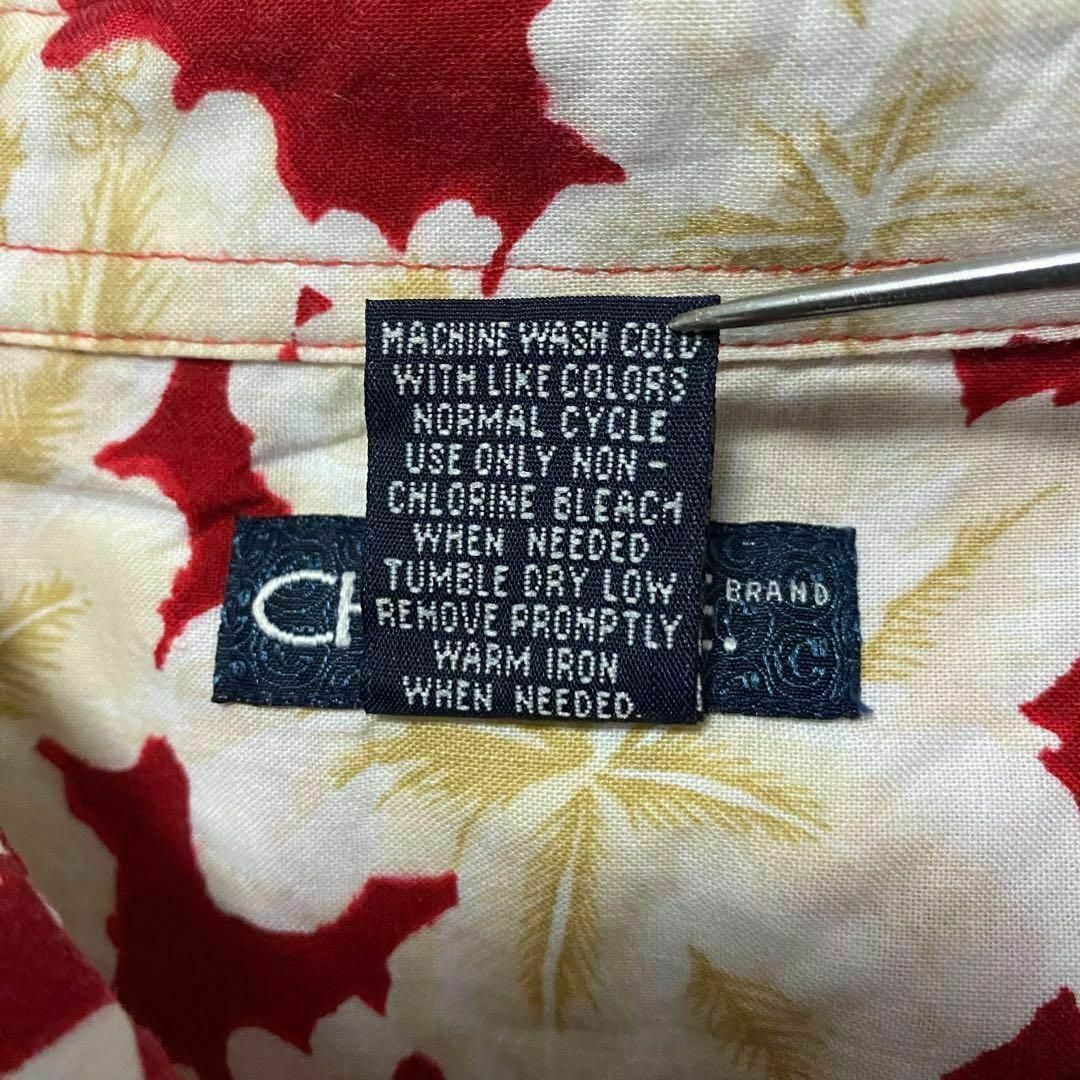 MACHINE WASH COLD
WITH LIKE COLORS
NORMAL CYCLE
USE ONLY NON-
CHLORINE BLEACH
WHEN NEEDED
TUMBLE DRY LOW
REMOVE PROMPTLY
WARM IRON
WHEN NEEDED.
BRAND